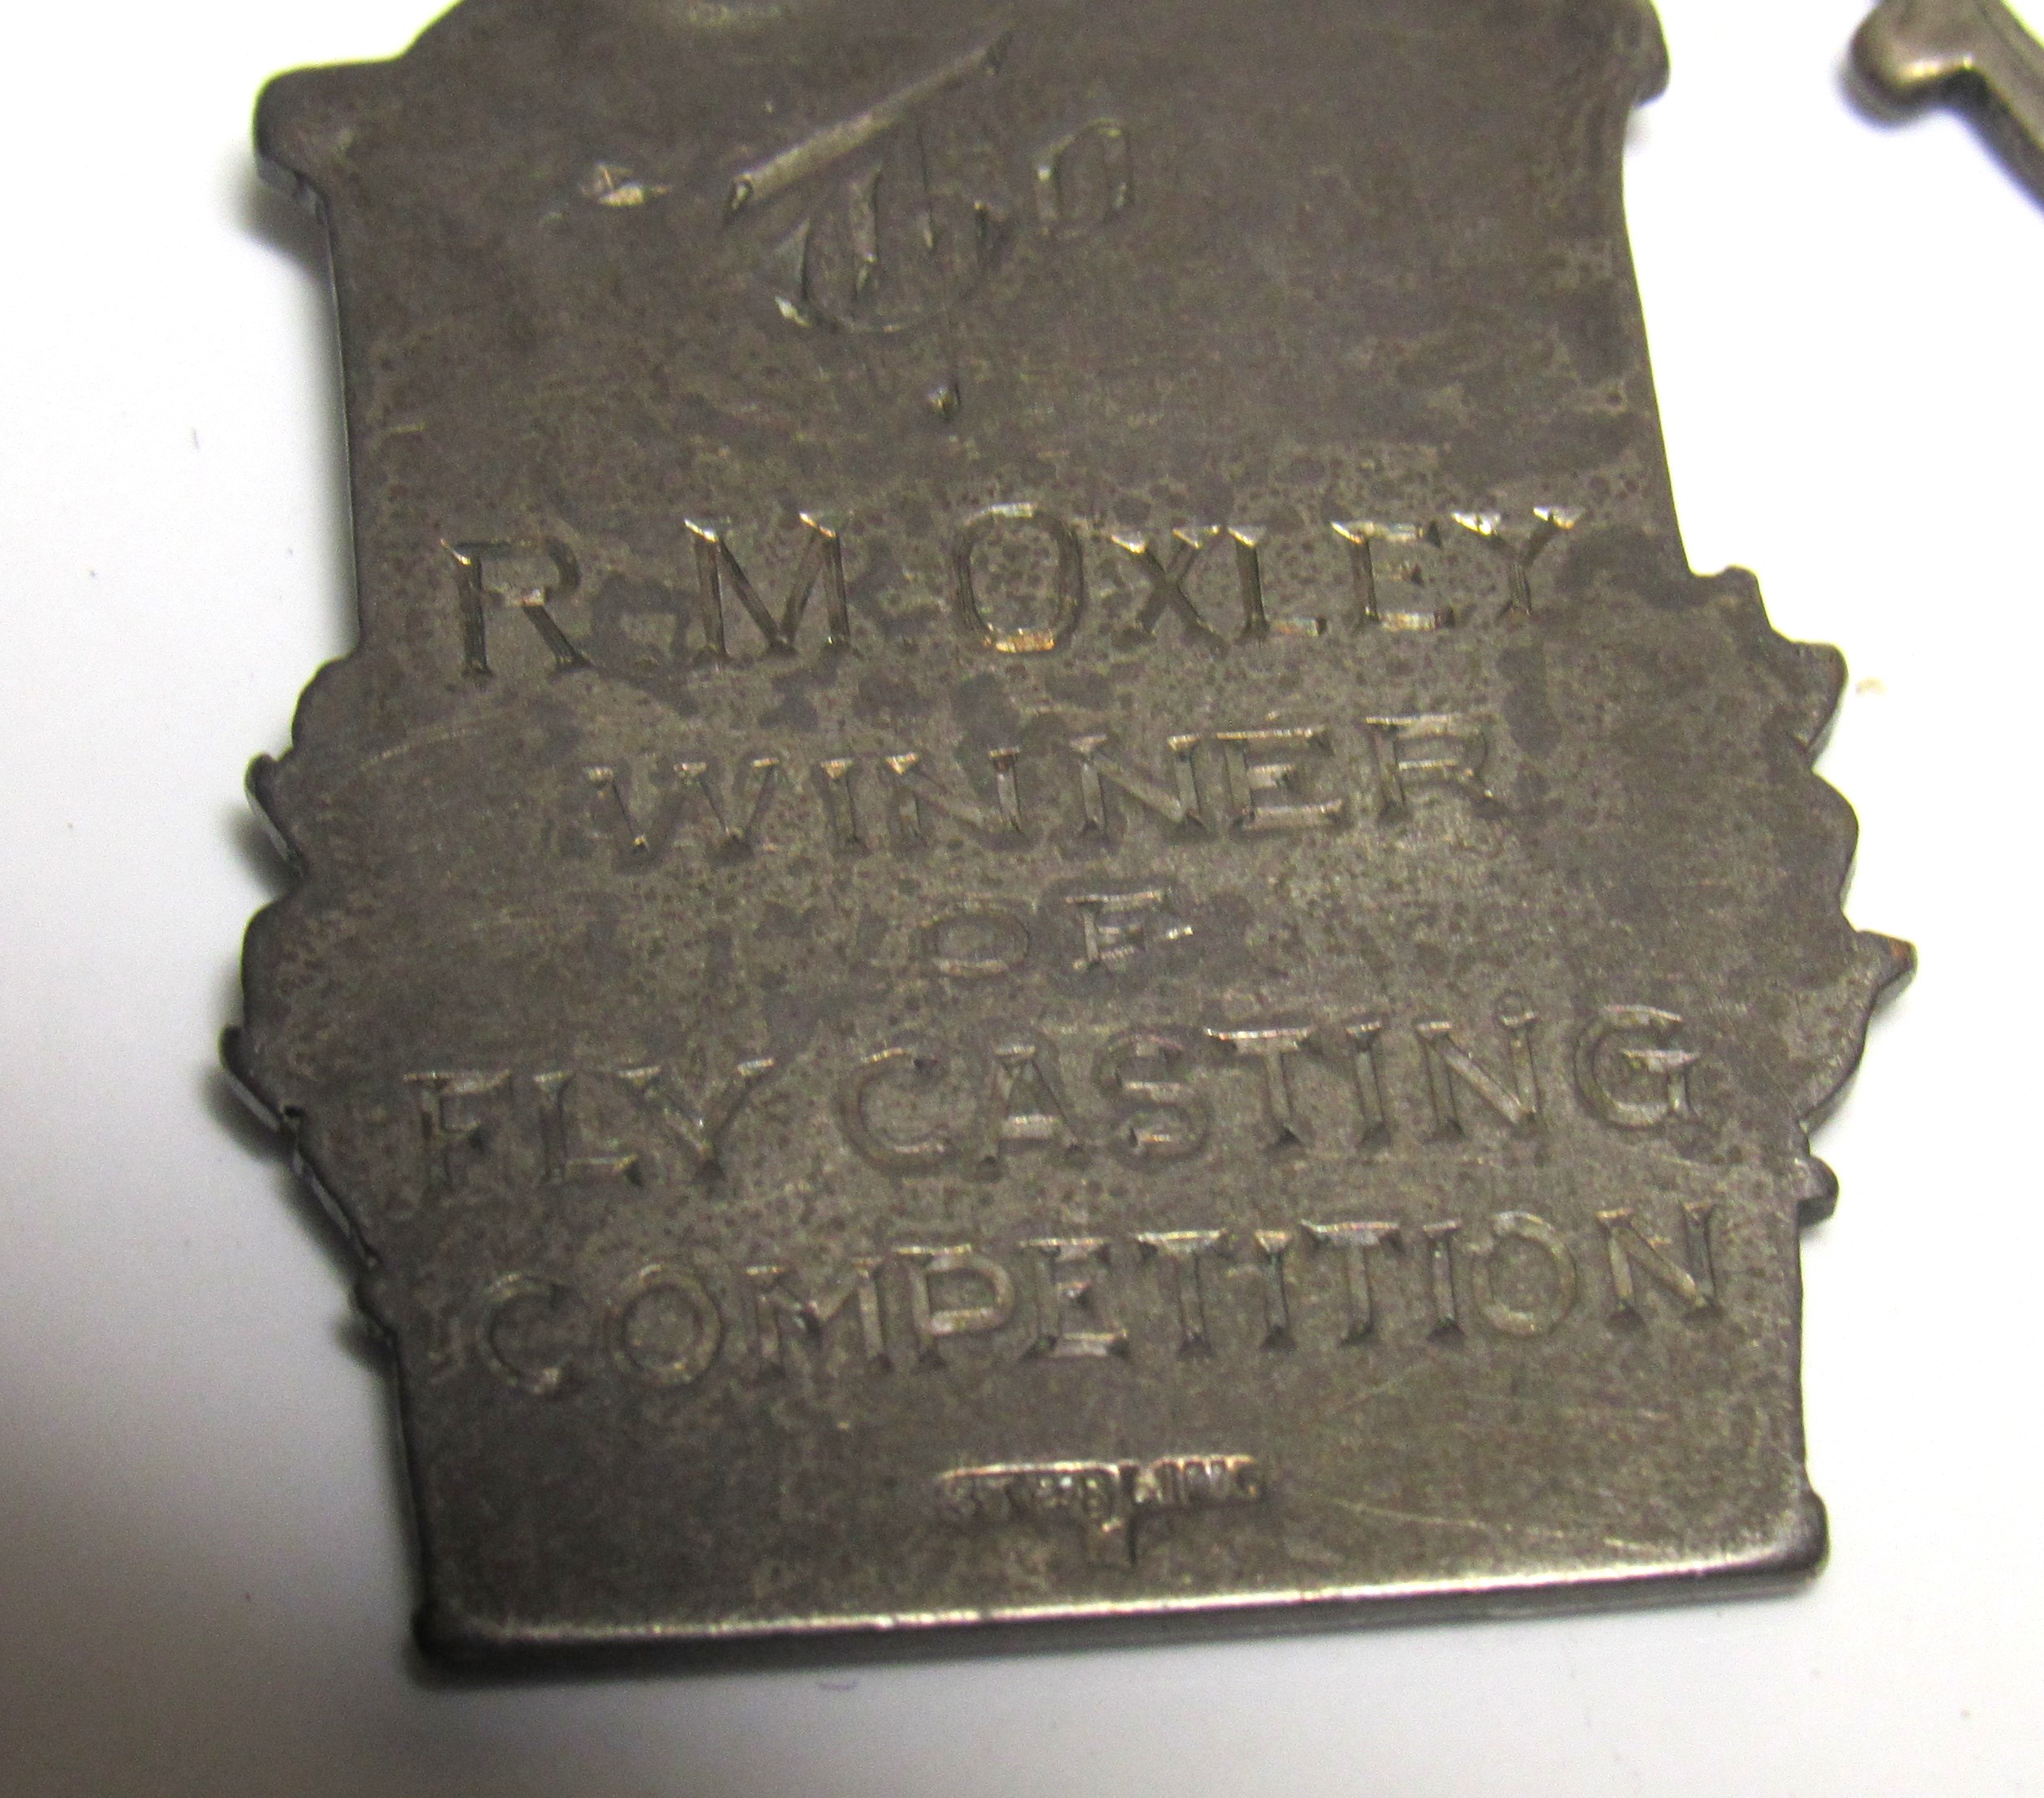 R.M.OXLEY
WINNER
OF
FLY CASTING
COMPETITION
STERLING